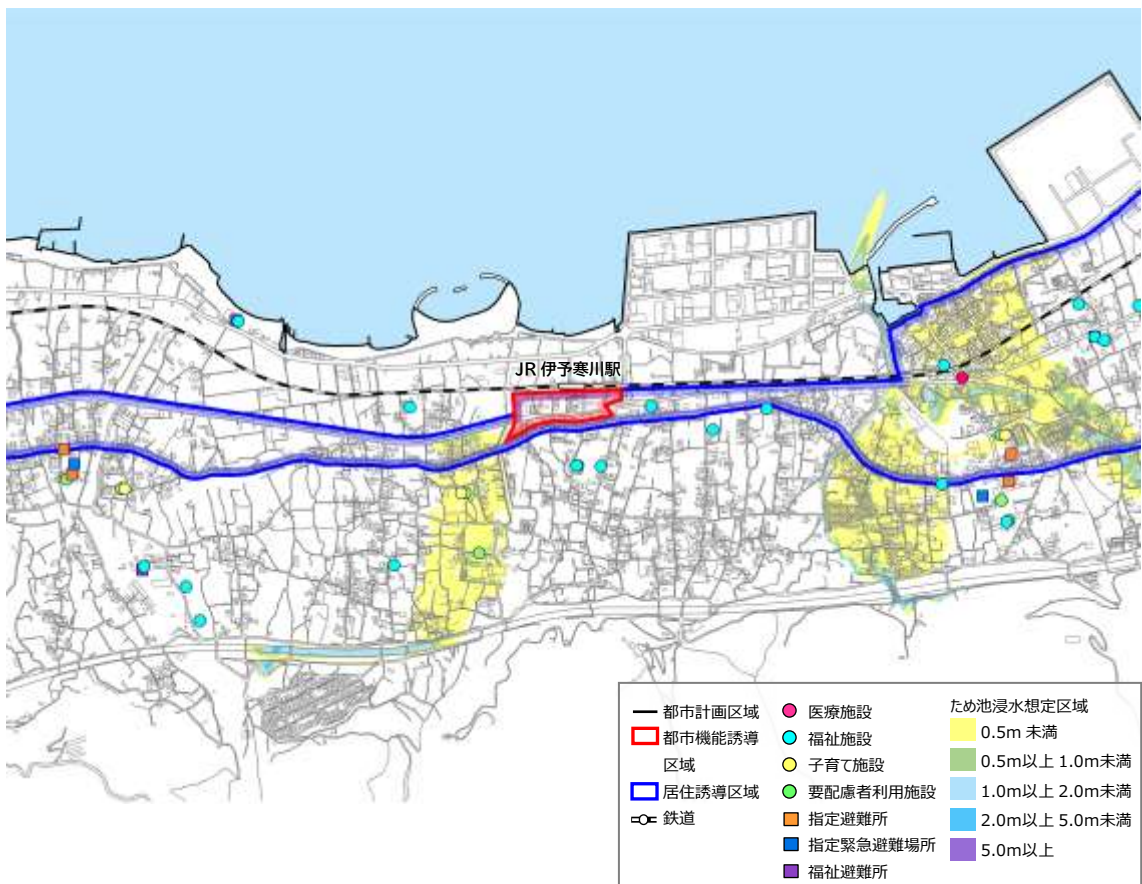 JR 伊予寒川駅
都市計画区域
都市機能誘導
区域
居住誘導区域
鉄道
医療施設
福祉施設
子育て施設
要配慮者利用施設
指定避難所
指定緊急避難場所
福祉避難所
ため池浸水想定区域
0.5m 未満
0.5m以上 1.0m未満
1.0m以上 2.0m未満
2.0m以上 5.0m未満
5.0m以上